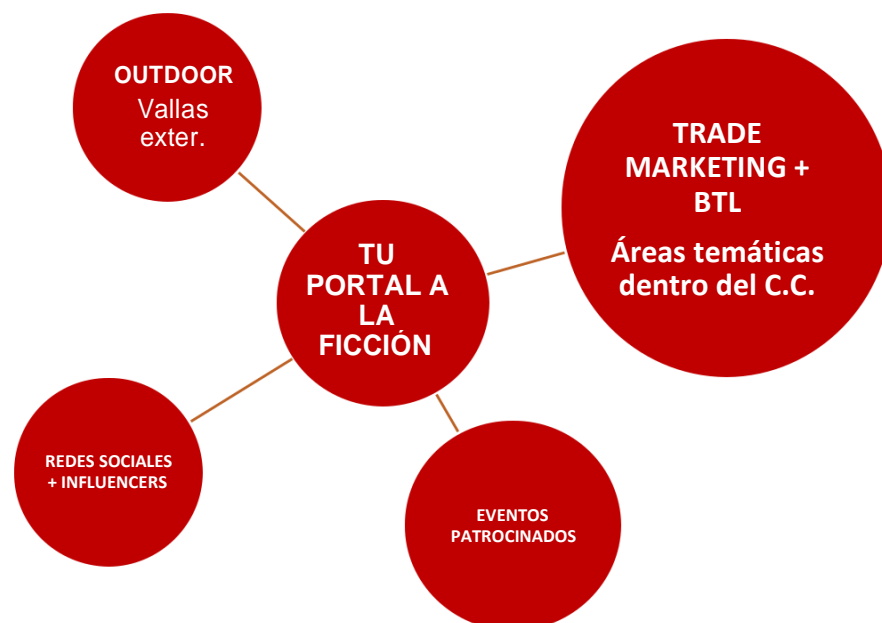 OUTDOOR
Vallas
exter.
TRADE
MARKETING +
BTL
Áreas temáticas
dentro del C.C.
TU
PORTAL A
LA
FICCIÓN
REDES SOCIALES
+ INFLUENCERS
EVENTOS
PATROCINADOS